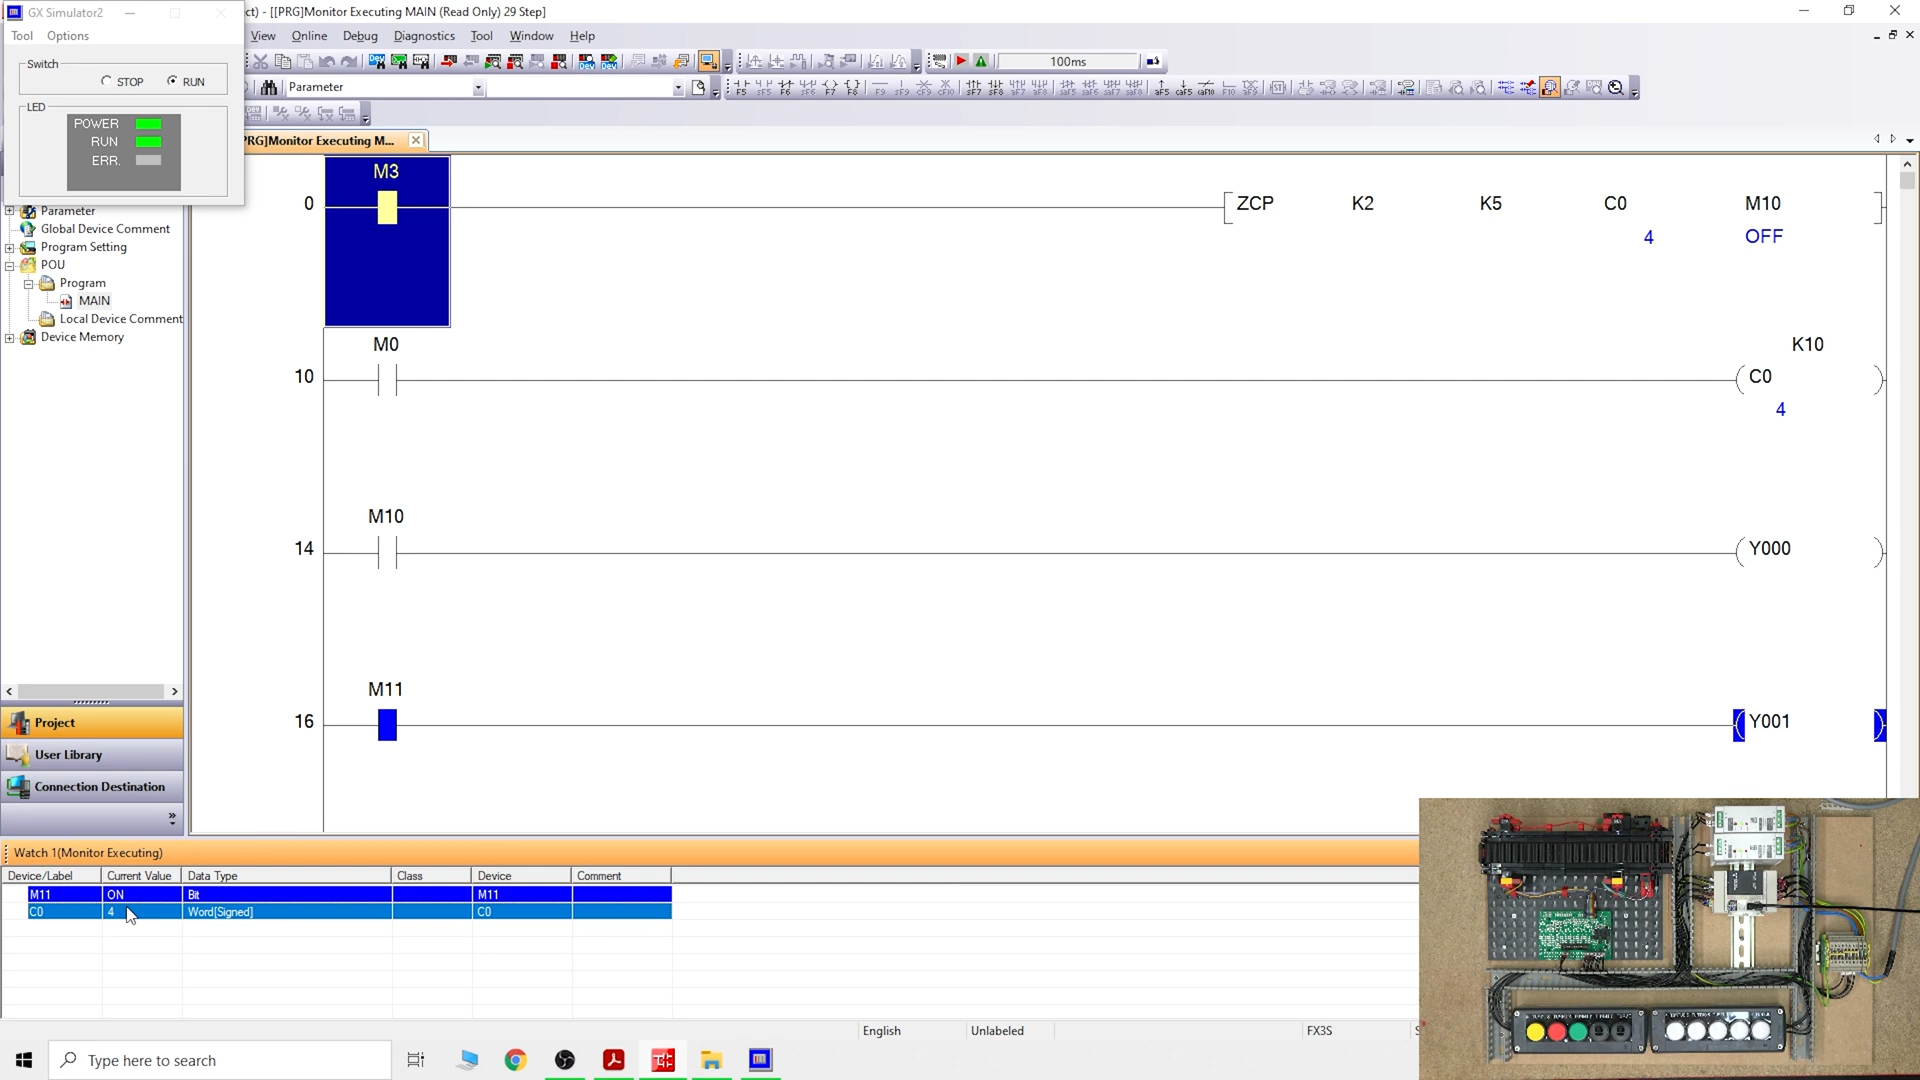 GX Simulator2
ct) - [[PRG]Monitor Executing MAIN (Read Only) 29 Step]
Tool Options
View Online Debug Diagnostics Tool Window Help
Switch
STOP RUN
100ms
Parameter
LED
POWER
RUN
ERR.
PRG]Monitor Executing M...
Parameter
Global Device Comment
Program Setting
POU
Program
MAIN
Local Device Comment
Device Memory
M3
0 ZCP K2 K5 C0 M10
4 OFF
M0 K10
10 C0
4
M10
14 Y000
M11
16 Y001
Project
User Library
Connection Destination
Watch 1(Monitor Executing)
Device/Label Current Value Data Type Class Device Comment
M11 ON Bit M11
C0 4 Word[Signed] C0
English Unlabeled FX3S
Type here to search